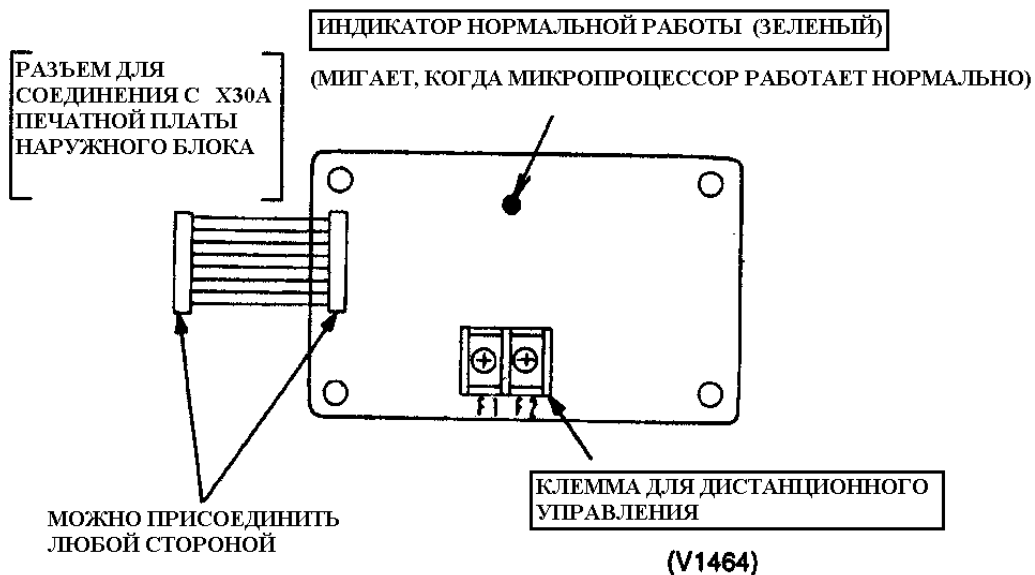 ИНДИКАТОР НОРМАЛЬНОЙ РАБОТЫ (ЗЕЛЕНЫЙ)
(МИГАЕТ, КОГДА МИКРОПРОЦЕССОР РАБОТАЕТ НОРМАЛЬНО)
РАЗЪЕМ ДЛЯ
СОЕДИНЕНИЯ С X30A
ПЕЧАТНОЙ ПЛАТЫ
НАРУЖНОГО БЛОКА
F1 F2
КЛЕММА ДЛЯ ДИСТАНЦИОННОГО
УПРАВЛЕНИЯ
МОЖНО ПРИСОЕДИНИТЬ
ЛЮБОЙ СТОРОНОЙ
(V1464)